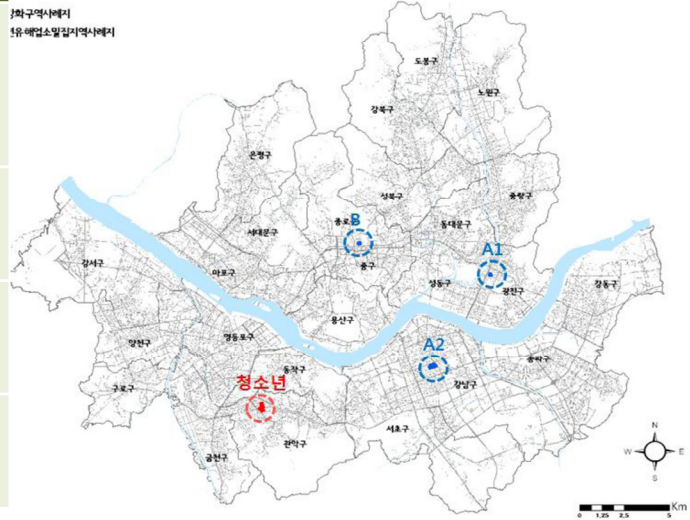 강화구역사례지
년유해업소밀집지역사례지
도봉구
노원구
강북구
은평구
성북구
중랑구
종로
B
동대문구
서대문구
A1
강서구
중구
마포구
성동구
광진구
강동구
용산구
양천구
영등포구
A2
송파구
동작구
청소년
강남구
구로구
서초구
관악구
금천구
N
W
E
S
Km
0 1.25 2.5 5